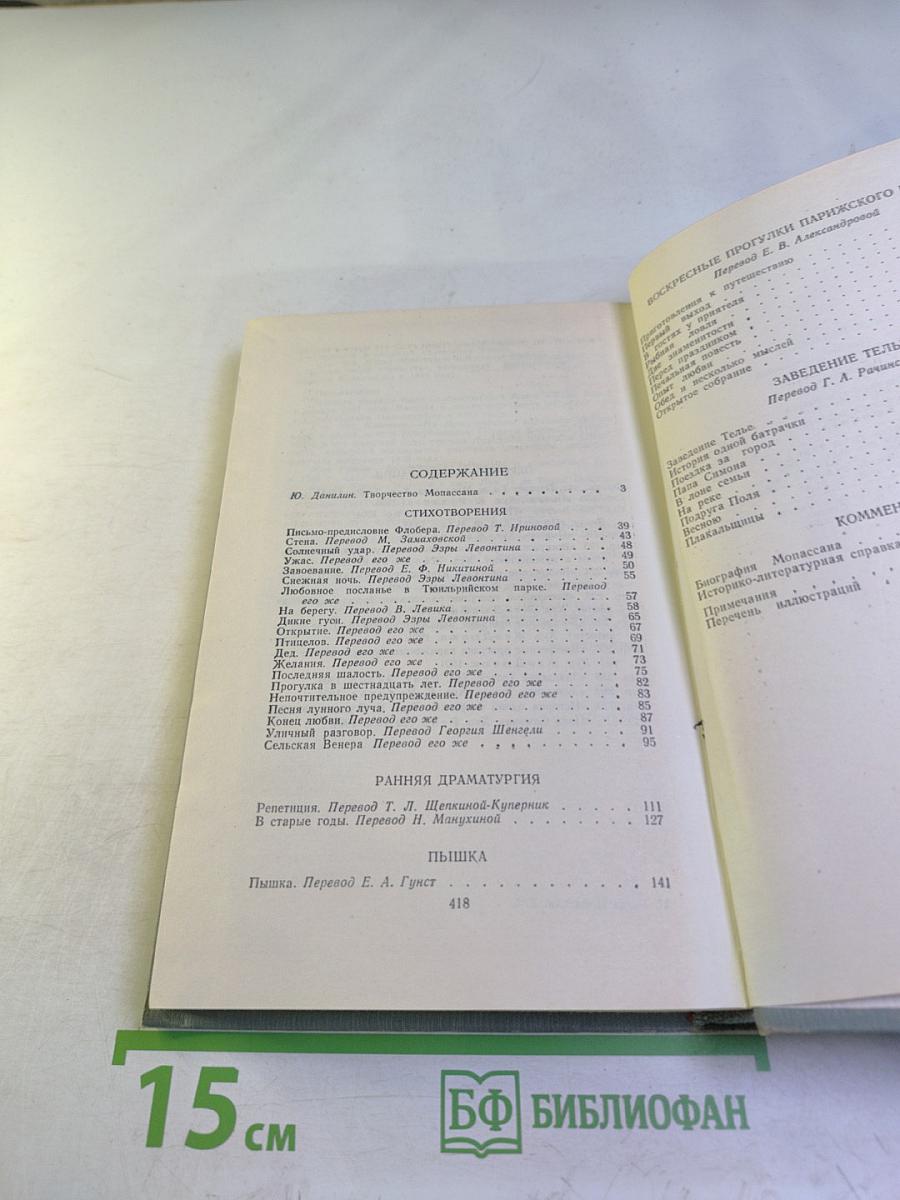 СОДЕРЖАНИЕ
Ю. Данилин. Творчество Мопассана . . . . . . . . . 3
СТИХОТВОРЕНИЯ
Письмо-предисловие Флобера. Перевод Т. Ириновой . . . 39
Стена. Перевод М. Замаховской . . . . . . . . . 43
Солнечный удар. Перевод Эзры Левонтина . . . . . . 48
Ужас. Перевод его же . . . . . . . . . . . . 49
Завоевание. Перевод Е. Ф. Никитиной . . . . . . . 50
Снежная ночь. Перевод Эзры Левонтина . . . . . . . 55
Любовное посланье в Тюильрийском парке. Перевод
его же . . . . . . . . . . . . . . . 57
На берегу. Перевод В. Левика . . . . . . . . . . 58
Дикие гуси. Перевод Эзры Левонтина . . . . . . . 65
Открытие. Перевод его же . . . . . . . . . . . 67
Птицелов. Перевод его же . . . . . . . . . . . 69
Дед. Перевод его же . . . . . . . . . . . . . 71
Желания. Перевод его же . . . . . . . . . . . 73
Последняя шалость. Перевод его же . . . . . . . . 75
Прогулка в шестнадцать лет. Перевод его же . . . . . 82
Непочтительное предупреждение. Перевод его же . . . . 83
Песня лунного луча. Перевод его же . . . . . . . . 85
Конец любви. Перевод его же . . . . . . . . . . 87
Уличный разговор. Перевод Георгия Шенгели . . . . . 91
Сельская Венера Перевод его же . . . . . . . . . 95
РАННЯЯ ДРАМАТУРГИЯ
Репетиция. Перевод Т. Л. Щепкиной-Куперник . . . . . 111
В старые годы. Перевод Н. Манухиной . . . . . . . . 127
ПЫШКА
Пышка. Перевод Е. А. Гунст . . . . . . . . . . . . 141
418
ВОСКРЕСНЫЕ ПРОГУЛКИ ПАРИЖСКОГО
Перевод Е. В. Александровой
Приготовления к путешествию
Первый выход
В гостях у приятеля
Рыбная ловля
Две знаменитости
Перед праздником
Печальная повесть
Опыт любви
Обед и несколько мыслей
Открытое собрание
ЗАВЕДЕНИЕ ТЕЛЬ
Перевод Г. А. Рачинс
Заведение Телье.
История одной батрачки
Поездка за город
Папа Симона
В лоне семьи
На реке
Подруга Поля
Весною
Плакальщицы
КОММЕН
Биография Мопассана
Историко-литературная справка
Примечания
Перечень иллюстраций
15 см
БФ БИБЛИОФАН